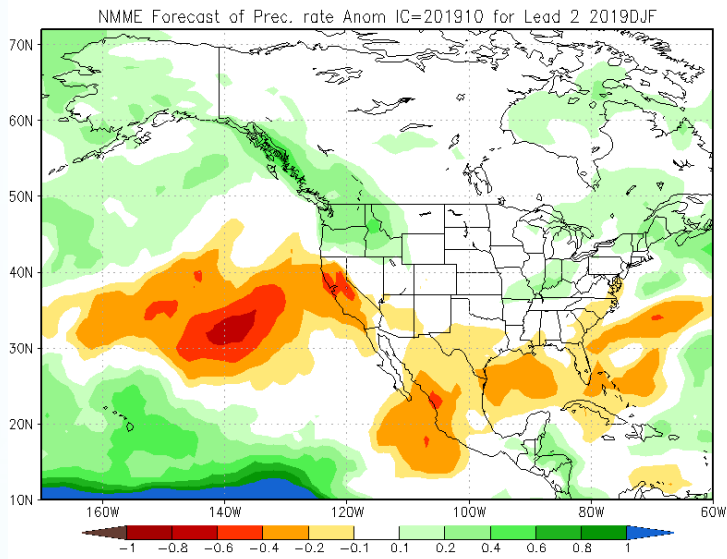 NMME Forecast of Prec. rate Anom IC=201910 for Lead 2 2019DJF
70N
60N
50N
40N
30N
20N
10N
160W 140W 120W 100W 80W 60W
-1 -0.8 -0.6 -0.4 -0.2 -0.1 0.1 0.2 0.4 0.6 0.8